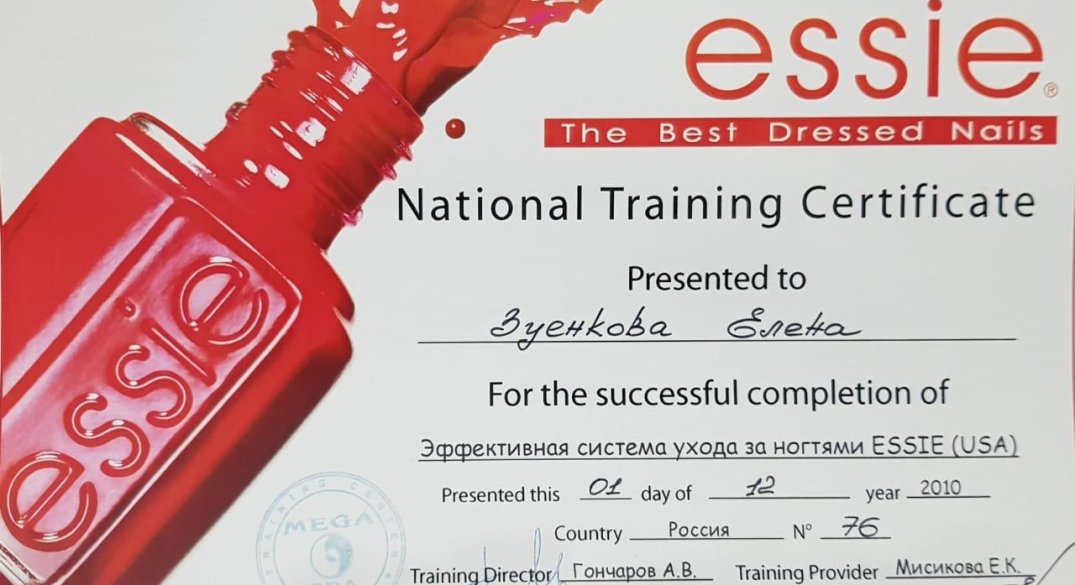 essie®
The Best Dressed Nails
National Training Certificate
Presented to
Зуенкова Елена
For the successful completion of
Эффективная система ухода за ногтями ESSIE (USA)
Presented this 01 day of 12 year 2010
Country Россия № 76
Training Director Гончаров А.В. Training Provider Мисикова Е.К.
essie
TRAINING CENTER
MEGA